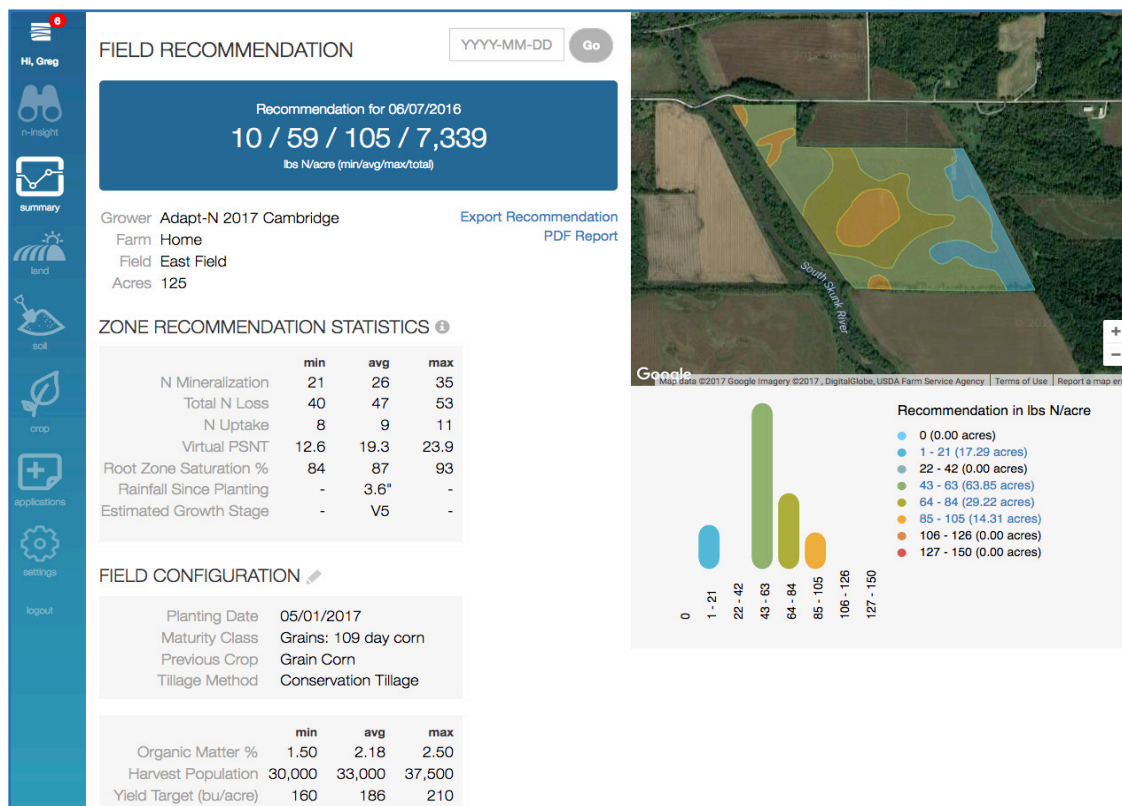 6
Hi, Greg
n-insight
summary
land
soil
crop
applications
settings
logout
FIELD RECOMMENDATION
YYYY-MM-DD
Go
Recommendation for 06/07/2016
10 / 59 / 105 / 7,339
lbs N/acre (min/avg/max/total)
Grower Adapt-N 2017 Cambridge
Farm Home
Field East Field
Acres 125
Export Recommendation
PDF Report
ZONE RECOMMENDATION STATISTICS
min avg max
N Mineralization 21 26 35
Total N Loss 40 47 53
N Uptake 8 9 11
Virtual PSNT 12.6 19.3 23.9
Root Zone Saturation % 84 87 93
Rainfall Since Planting - 3.6" -
Estimated Growth Stage - V5 -
FIELD CONFIGURATION
Planting Date 05/01/2017
Maturity Class Grains: 109 day corn
Previous Crop Grain Corn
Tillage Method Conservation Tillage
min avg max
Organic Matter % 1.50 2.18 2.50
Harvest Population 30,000 33,000 37,500
Yield Target (bu/acre) 160 186 210
South Skunk River
+
−
Google
Map data ©2017 Google Imagery ©2017 , DigitalGlobe, USDA Farm Service Agency Terms of Use Report a map
Recommendation in lbs N/acre
0 (0.00 acres)
1 - 21 (17.29 acres)
22 - 42 (0.00 acres)
43 - 63 (63.85 acres)
64 - 84 (29.22 acres)
85 - 105 (14.31 acres)
106 - 126 (0.00 acres)
127 - 150 (0.00 acres)
0
1 - 21
22 - 42
43 - 63
64 - 84
85 - 105
106 - 126
127 - 150